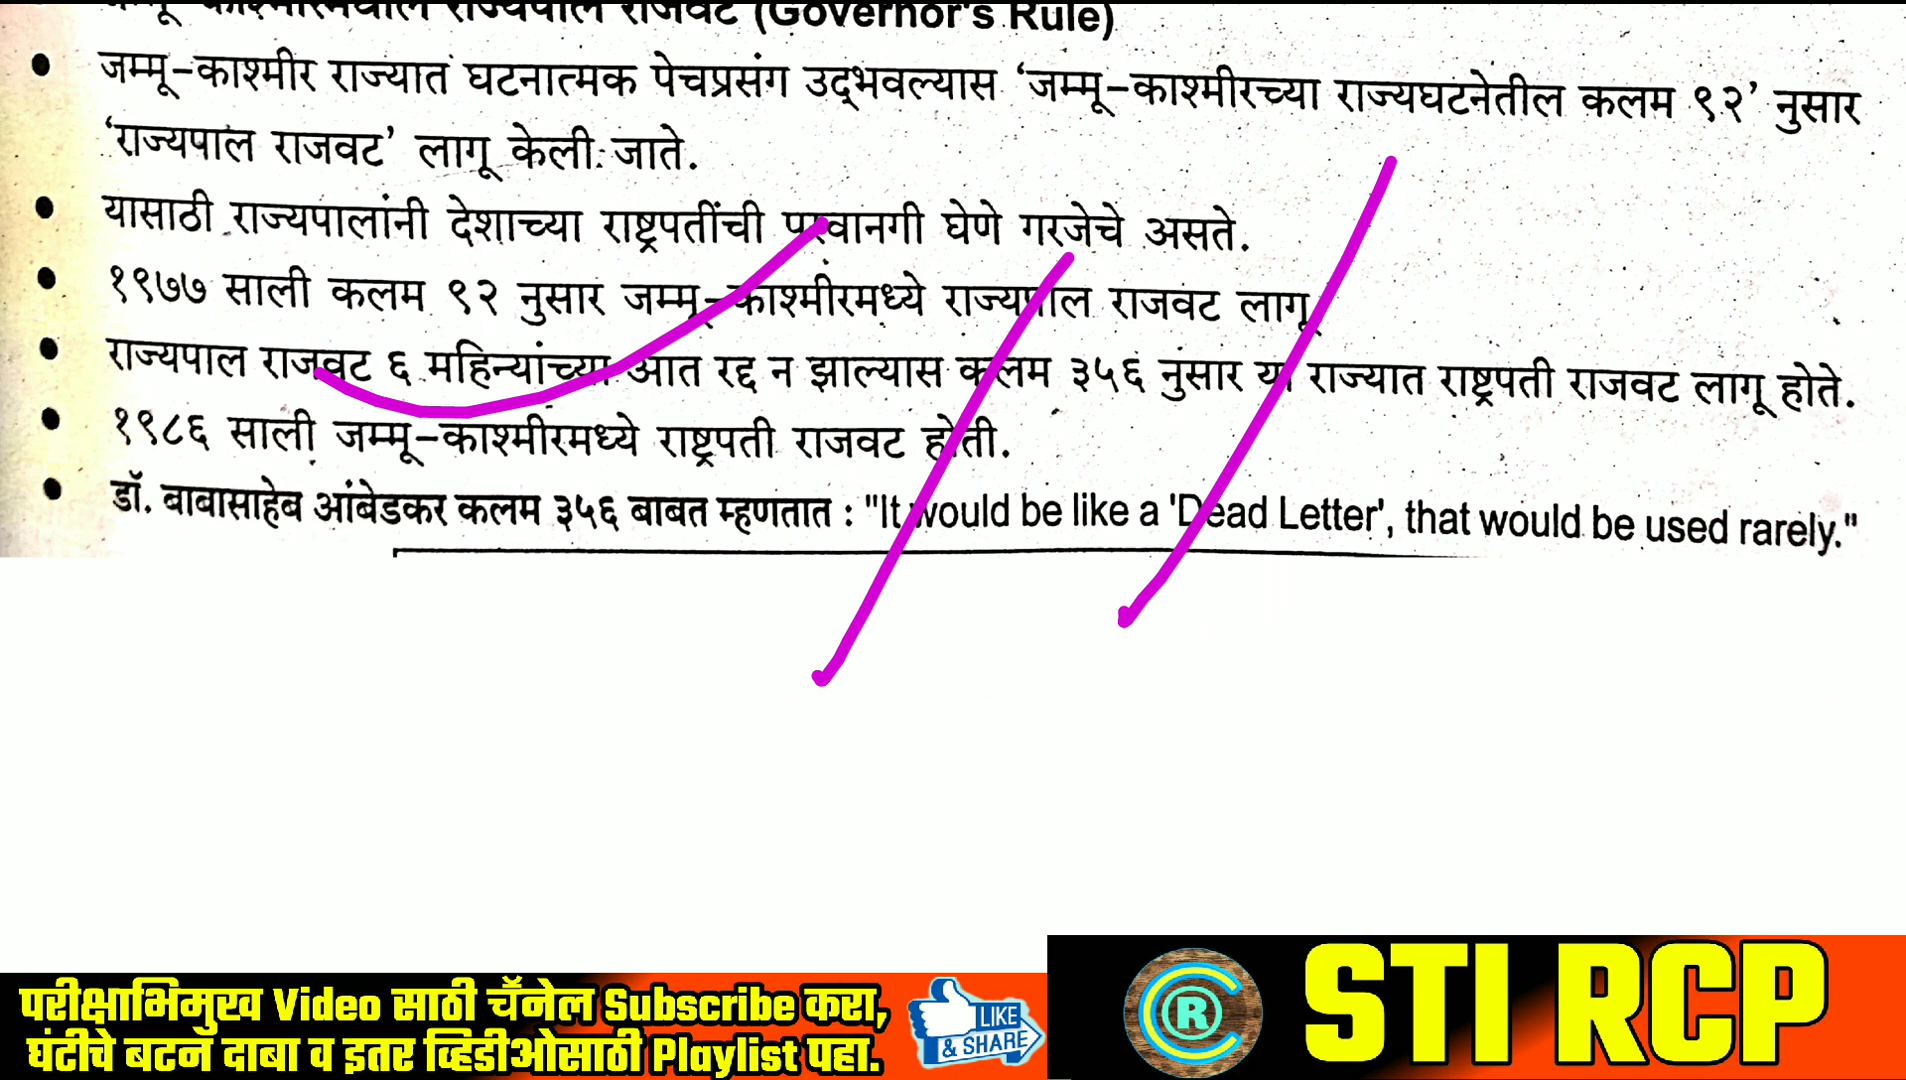 जम्मू-काश्मीरमधील राज्यपाल राजवट (Governor's Rule)
• जम्मू-काश्मीर राज्यात घटनात्मक पेचप्रसंग उद्‌भवल्यास ‘जम्मू-काश्मीरच्या राज्यघटनेतील कलम ९२’ नुसार
‘राज्यपाल राजवट’ लागू केली जाते.
• यासाठी राज्यपालांनी देशाच्या राष्ट्रपतींची परवानगी घेणे गरजेचे असते.
• १९७७ साली कलम ९२ नुसार जम्मू-काश्मीरमध्ये राज्यपाल राजवट लागू
• राज्यपाल राजवट ६ महिन्यांच्या आत रद्द न झाल्यास कलम ३५६ नुसार या राज्यात राष्ट्रपती राजवट लागू होते.
• १९८६ साली जम्मू-काश्मीरमध्ये राष्ट्रपती राजवट होती.
• डॉ. बाबासाहेब आंबेडकर कलम ३५६ बाबत म्हणतात : "It would be like a 'Dead Letter', that would be used rarely."
परीक्षाभिमुख Video साठी चॅनेल Subscribe करा,
घंटीचे बटन दाबा व इतर व्हिडीओसाठी Playlist पहा.
LIKE
& SHARE
C R
STI RCP